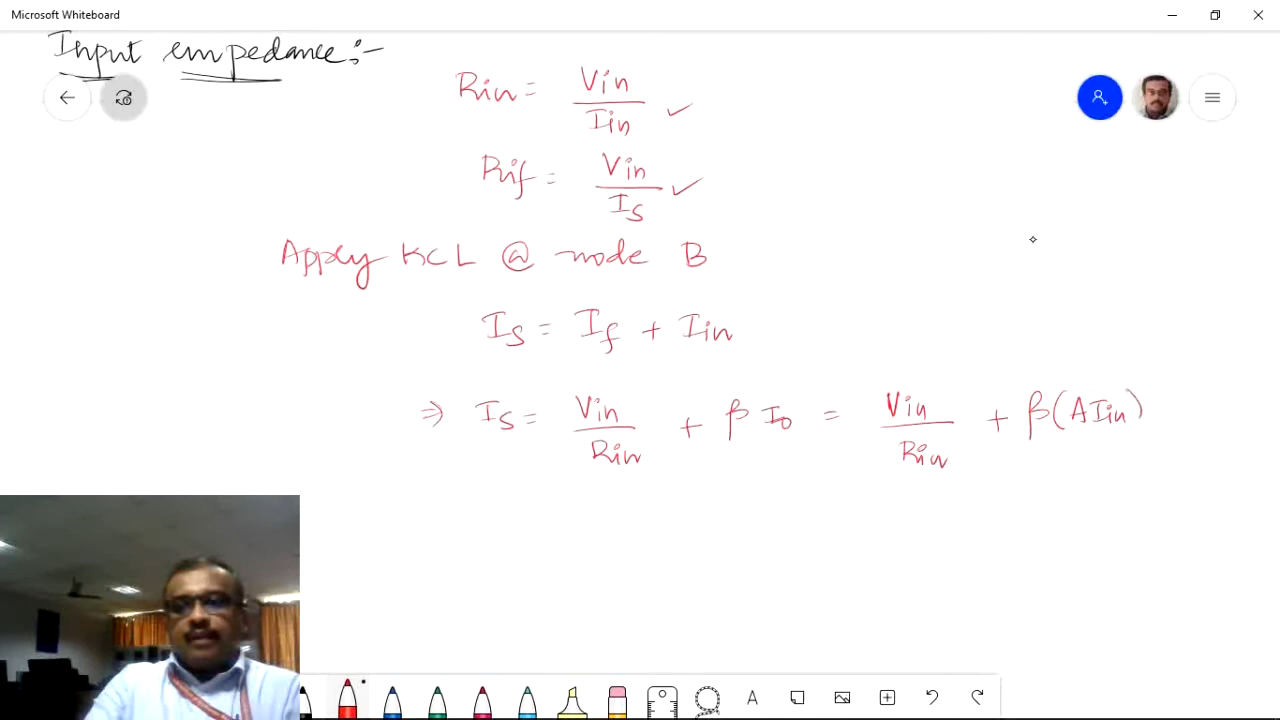 Microsoft Whiteboard
Input impedance:-
Rin = Vin / Iin ✓
Rif = Vin / Is ✓
Apply KCL @ node B
Is = If + Iin
⇒ Is = Vin / Rin + β Io = Vin / Rin + β(AIin)